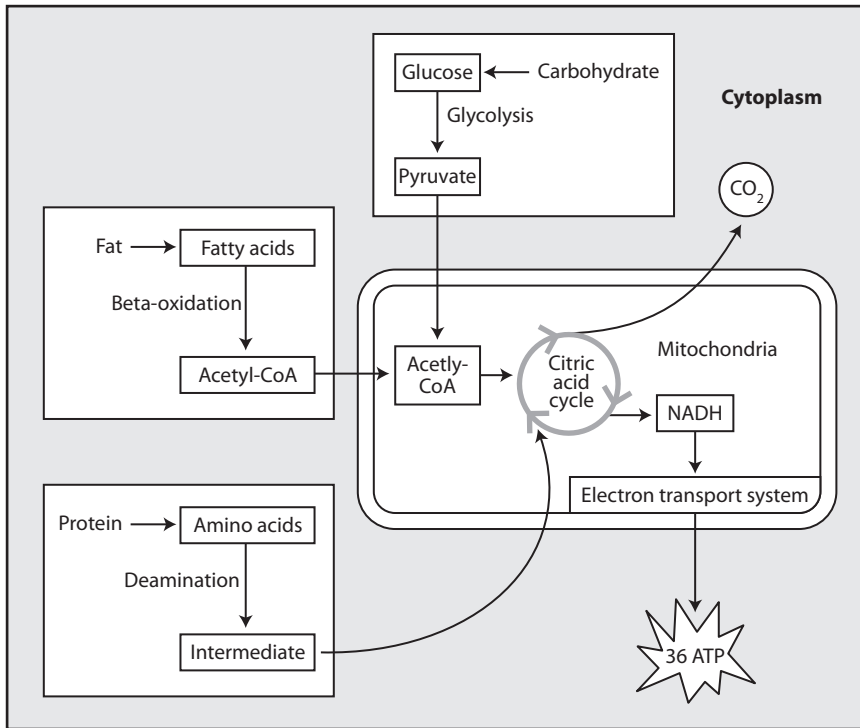 Glucose
Carbohydrate
Glycolysis
Pyruvate
Cytoplasm
CO₂
Fat
Fatty acids
Beta-oxidation
Acetyl-CoA
Acetly-
CoA
Citric
acid
cycle
Mitochondria
NADH
Electron transport system
Protein
Amino acids
Deamination
Intermediate
36 ATP